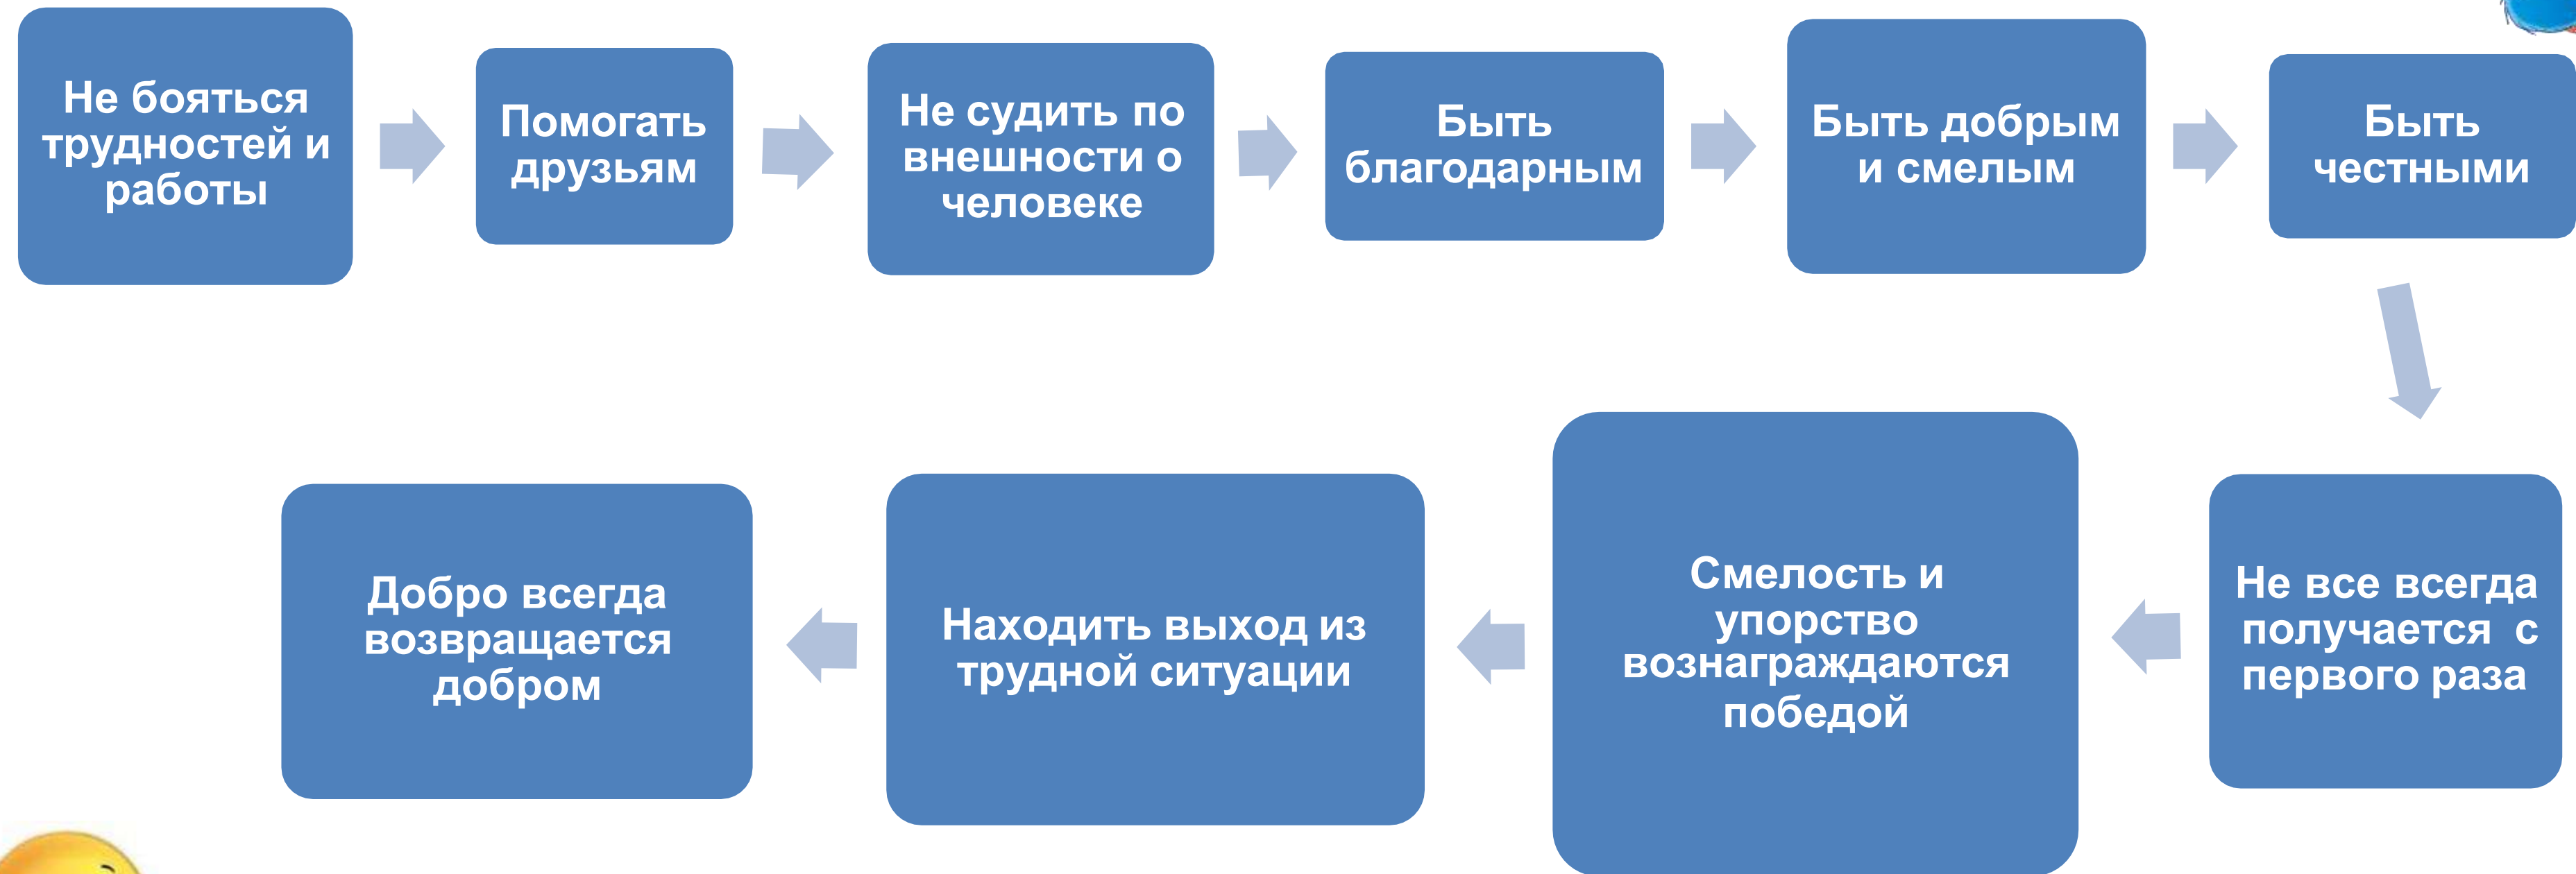 Не бояться
трудностей и
работы
Помогать
друзьям
Не судить по
внешности о
человеке
Быть
благодарным
Быть добрым
и смелым
Быть
честными
Не все всегда
получается с
первого раза
Смелость и
упорство
вознаграждаются
победой
Находить выход из
трудной ситуации
Добро всегда
возвращается
добром